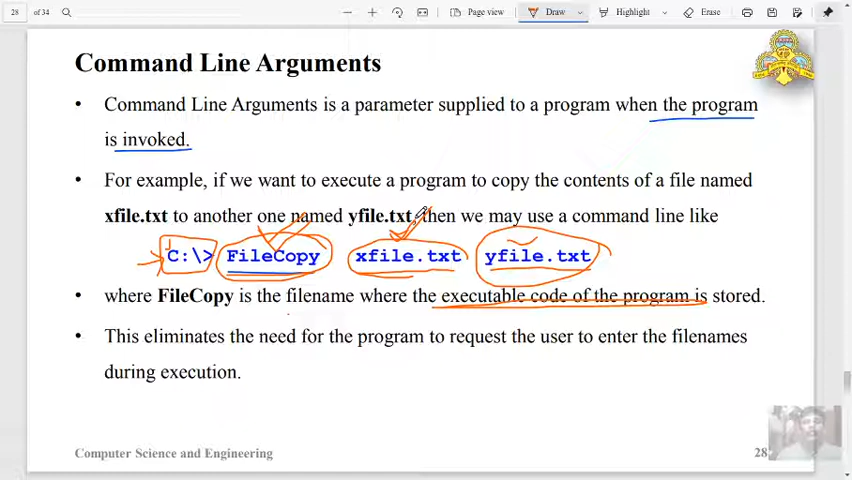 28 of 34 Page view Draw Highlight Erase
Command Line Arguments
• Command Line Arguments is a parameter supplied to a program when the program
is invoked.
• For example, if we want to execute a program to copy the contents of a file named
xfile.txt to another one named yfile.txt then we may use a command line like
C:\> FileCopy xfile.txt yfile.txt
• where FileCopy is the filename where the executable code of the program is stored.
• This eliminates the need for the program to request the user to enter the filenames
during execution.
Computer Science and Engineering 28